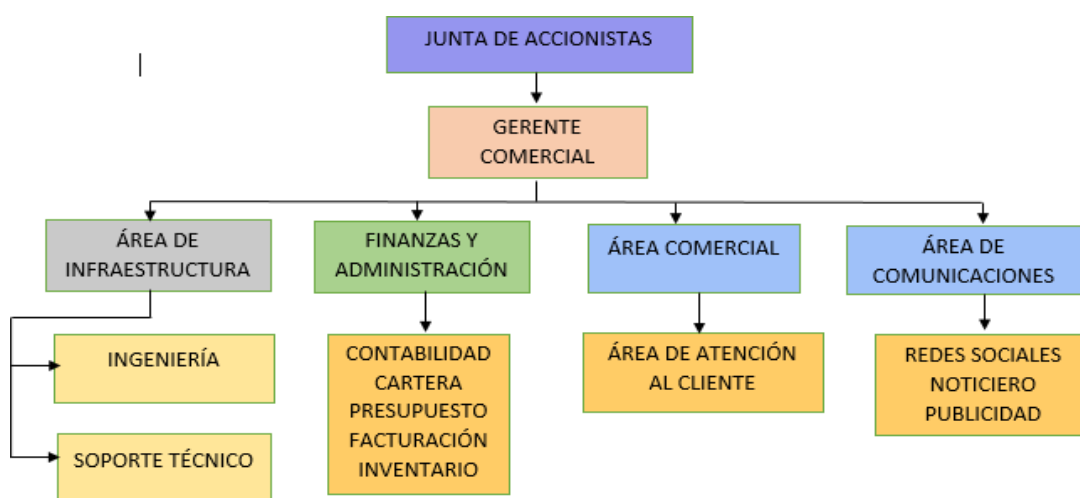 JUNTA DE ACCIONISTAS
GERENTE
COMERCIAL
ÁREA DE
INFRAESTRUCTURA
FINANZAS Y
ADMINISTRACIÓN
ÁREA COMERCIAL
ÁREA DE
COMUNICACIONES
INGENIERÍA
SOPORTE TÉCNICO
CONTABILIDAD
CARTERA
PRESUPUESTO
FACTURACIÓN
INVENTARIO
ÁREA DE ATENCIÓN
AL CLIENTE
REDES SOCIALES
NOTICIERO
PUBLICIDAD